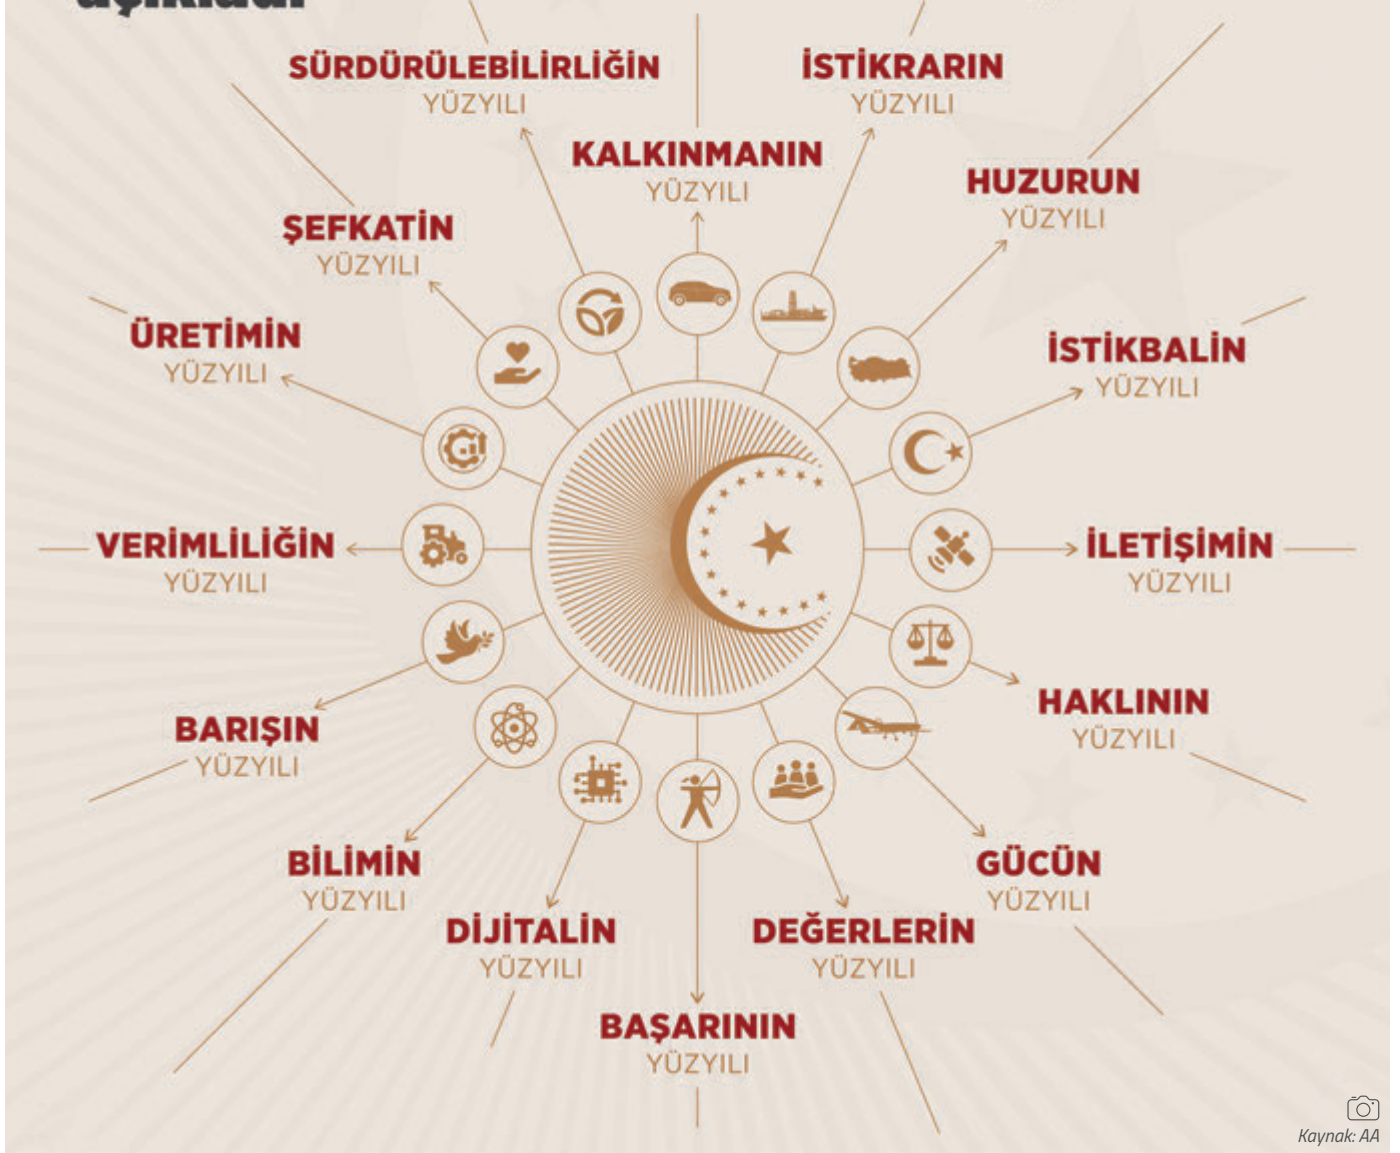 açıkladı
SÜRDÜRÜLEBİLİRLİĞİN
YÜZYILI
İSTİKRARIN
YÜZYILI
KALKINMANIN
YÜZYILI
HUZURUN
YÜZYILI
ŞEFKATİN
YÜZYILI
ÜRETİMİN
YÜZYILI
İSTİKBALİN
YÜZYILI
VERİMLİLİĞİN
YÜZYILI
İLETİŞİMİN
YÜZYILI
BARIŞIN
YÜZYILI
HAKLININ
YÜZYILI
BİLİMİN
YÜZYILI
GÜCÜN
YÜZYILI
DİJİTALİN
YÜZYILI
DEĞERLERİN
YÜZYILI
BAŞARININ
YÜZYILI
Kaynak: AA